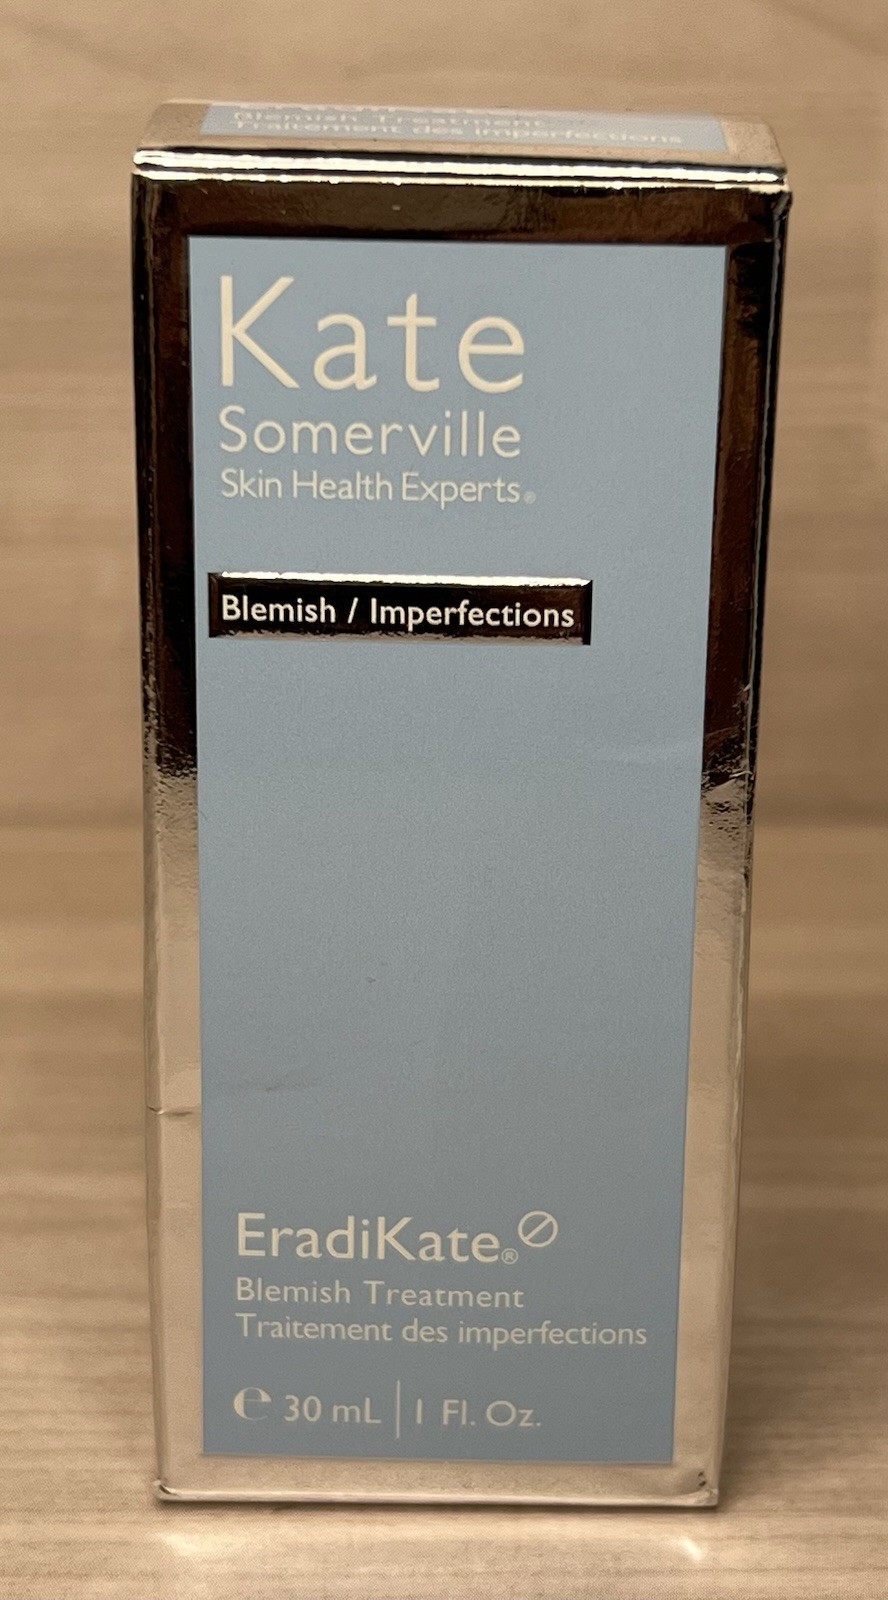 Blemish Treatment
Traitement des imperfections
Kate
Somerville
Skin Health Experts®
Blemish / Imperfections
EradiKate®
Blemish Treatment
Traitement des imperfections
℮ 30 mL | 1 Fl. Oz.